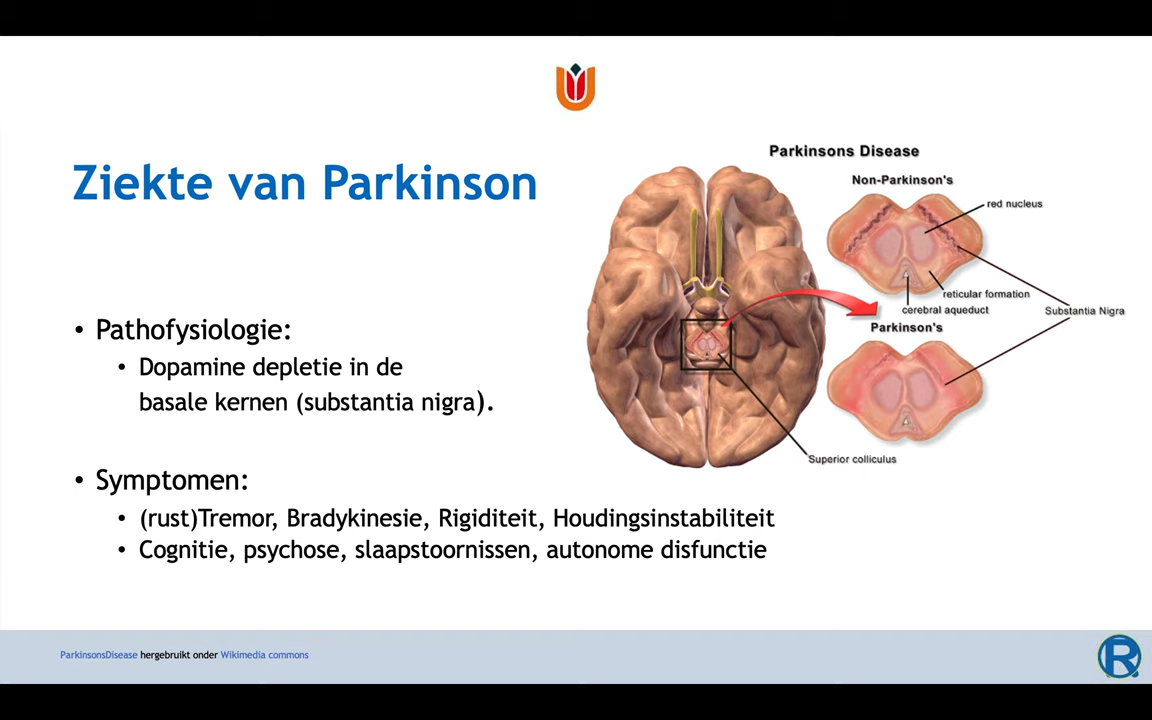 Ziekte van Parkinson
• Pathofysiologie:
• Dopamine depletie in de
basale kernen (substantia nigra).
• Symptomen:
• (rust)Tremor, Bradykinesie, Rigiditeit, Houdingsinstabiliteit
• Cognitie, psychose, slaapstoornissen, autonome disfunctie
Parkinsons Disease
Non-Parkinson's
red nucleus
reticular formation
cerebral aqueduct
Substantia Nigra
Parkinson's
Superior colliculus
ParkinsonsDisease hergebruikt onder Wikimedia commons
R